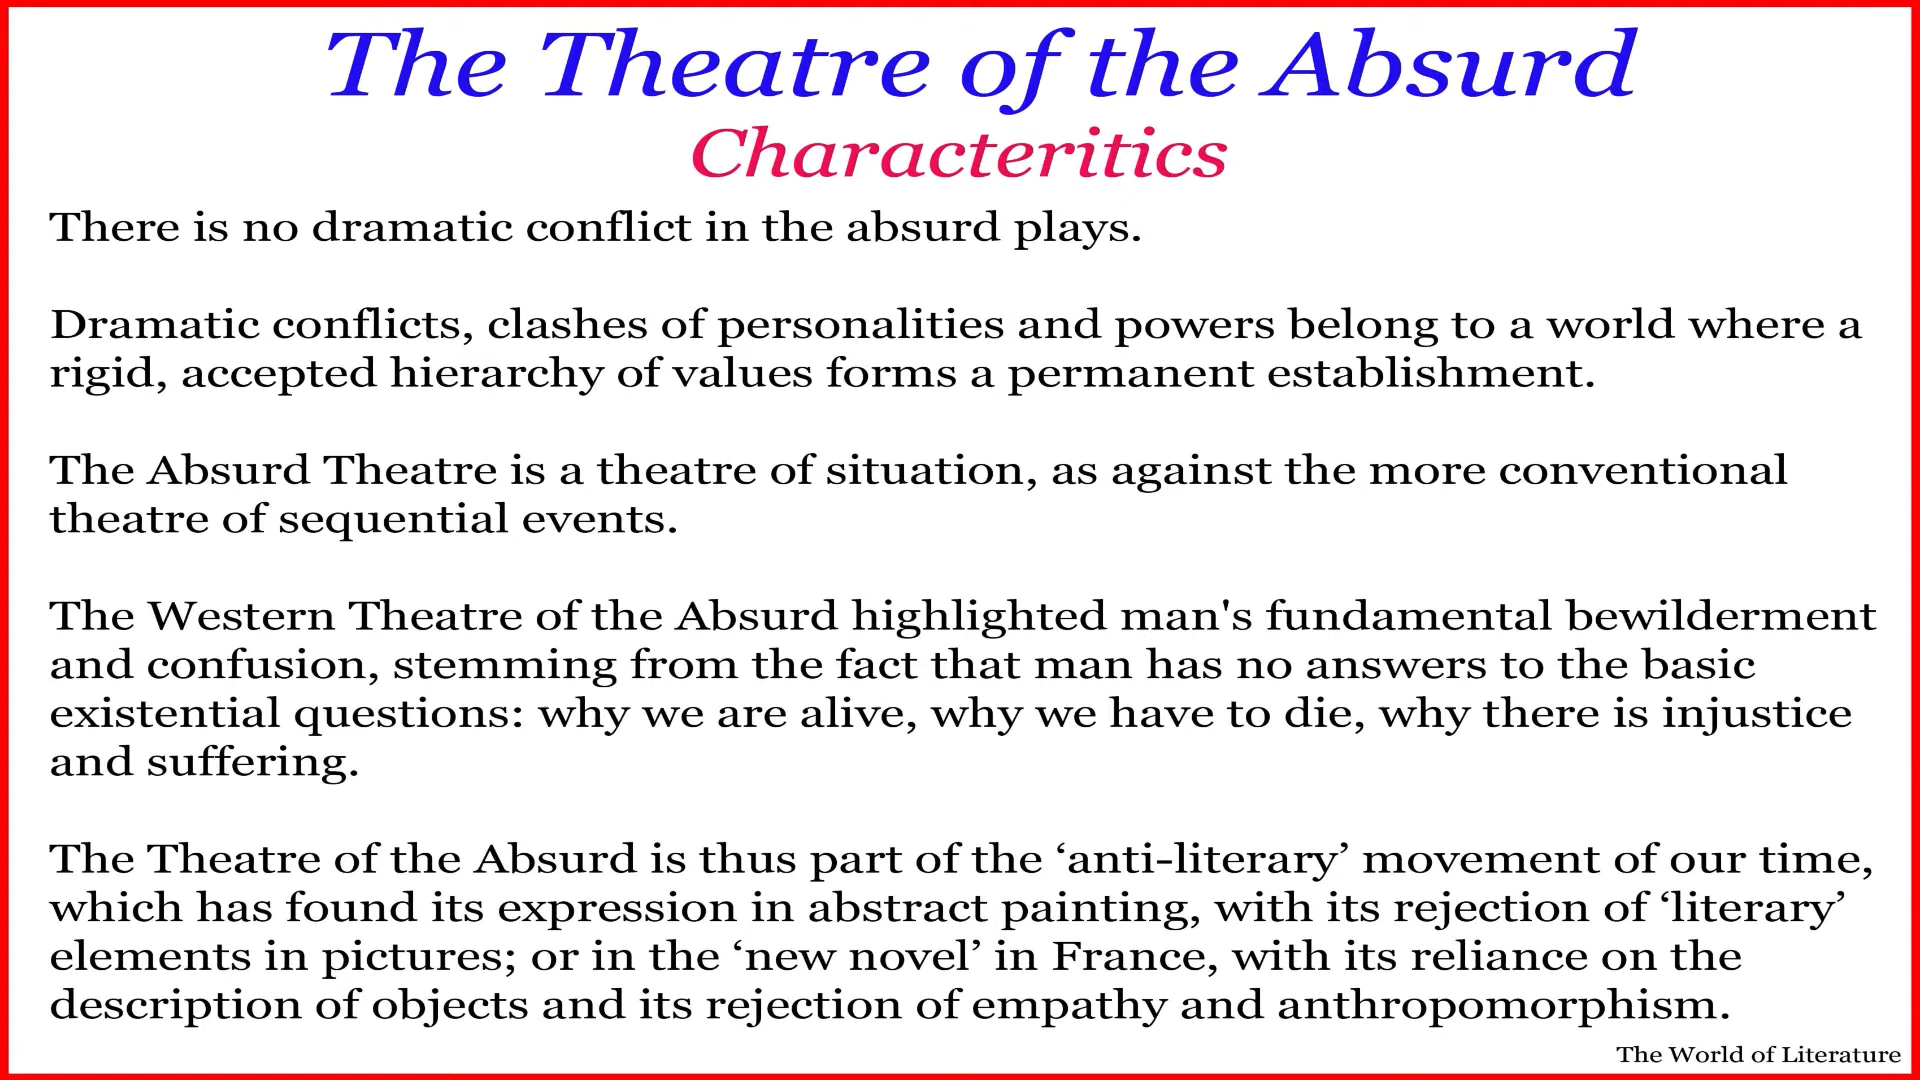 The Theatre of the Absurd
Characteritics
There is no dramatic conflict in the absurd plays.
Dramatic conflicts, clashes of personalities and powers belong to a world where a
rigid, accepted hierarchy of values forms a permanent establishment.
The Absurd Theatre is a theatre of situation, as against the more conventional
theatre of sequential events.
The Western Theatre of the Absurd highlighted man's fundamental bewilderment
and confusion, stemming from the fact that man has no answers to the basic
existential questions: why we are alive, why we have to die, why there is injustice
and suffering.
The Theatre of the Absurd is thus part of the ‘anti-literary’ movement of our time,
which has found its expression in abstract painting, with its rejection of ‘literary’
elements in pictures; or in the ‘new novel’ in France, with its reliance on the
description of objects and its rejection of empathy and anthropomorphism.
The World of Literature